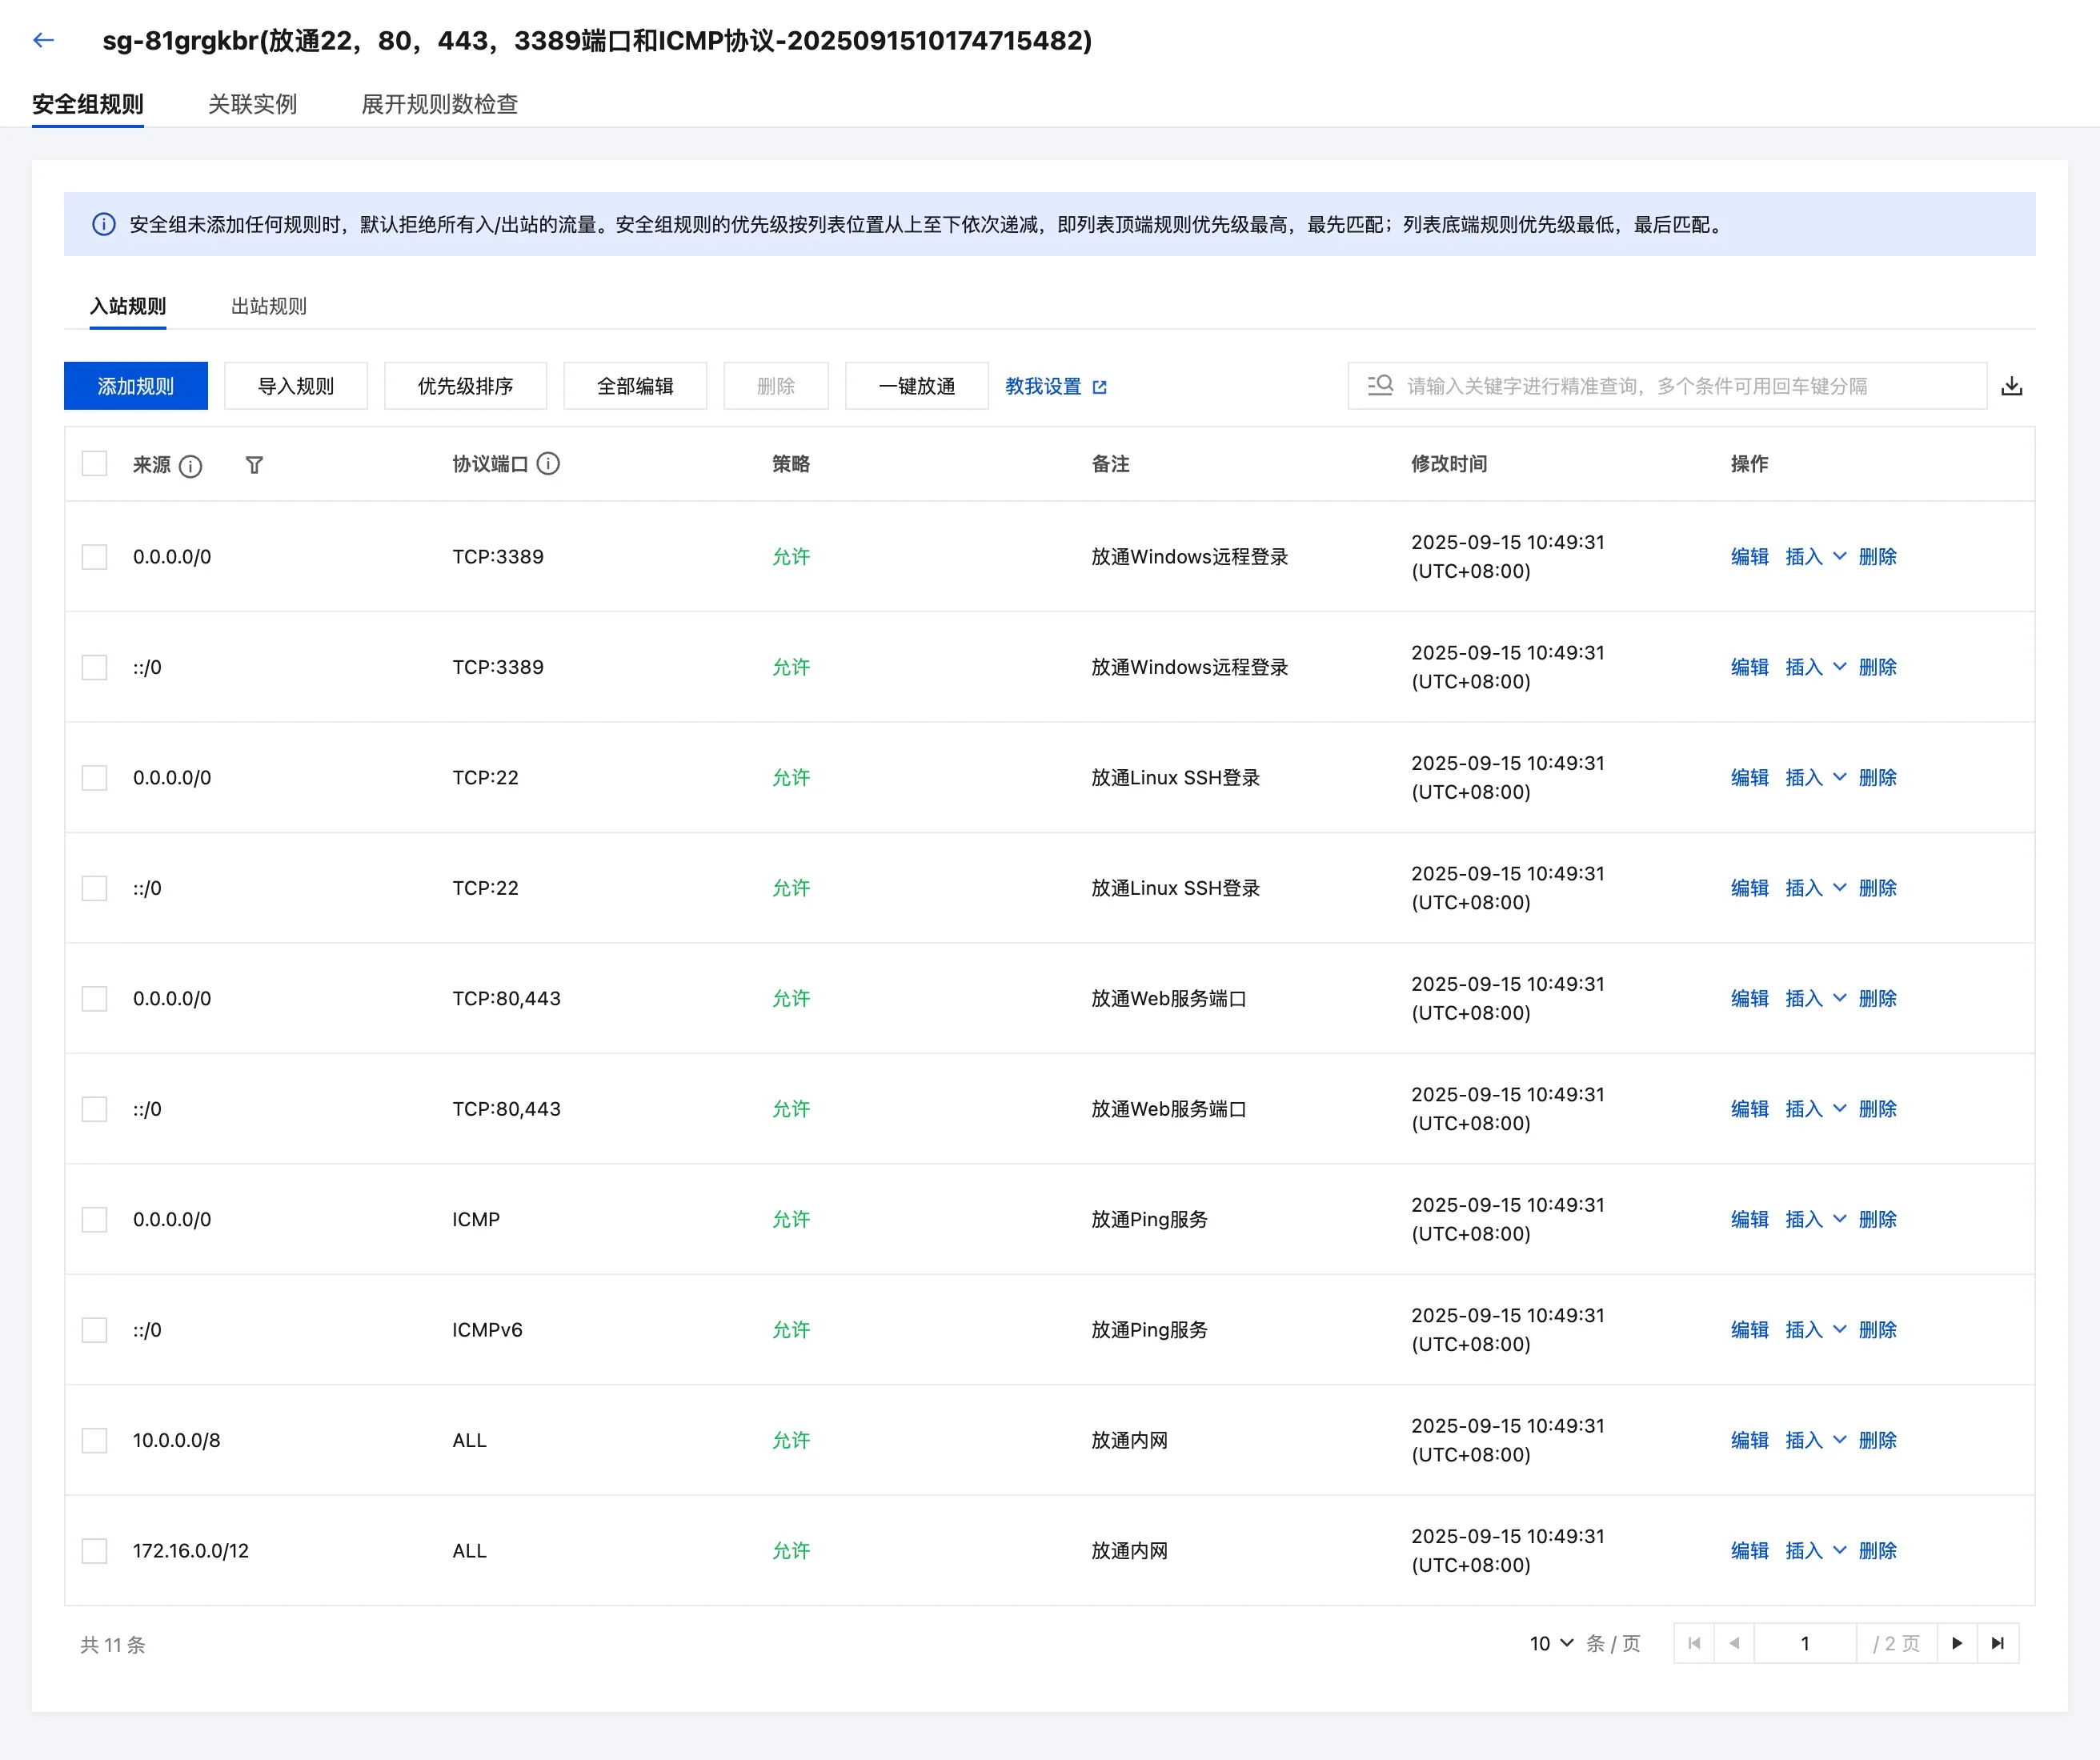 sg-81grgkbr(放通22，80，443，3389端口和ICMP协议-2025091510174715482)
安全组规则 关联实例 展开规则数检查
安全组未添加任何规则时，默认拒绝所有入/出站的流量。安全组规则的优先级按列表位置从上至下依次递减，即列表顶端规则优先级最高，最先匹配；列表底端规则优先级最低，最后匹配。
入站规则 出站规则
添加规则 导入规则 优先级排序 全部编辑 删除 一键放通 教我设置 请输入关键字进行精准查询，多个条件可用回车键分隔
来源 协议端口 策略 备注 修改时间 操作
0.0.0.0/0 TCP:3389 允许 放通Windows远程登录 2025-09-15 10:49:31 编辑 插入 删除
(UTC+08:00)
::/0 TCP:3389 允许 放通Windows远程登录 2025-09-15 10:49:31 编辑 插入 删除
(UTC+08:00)
0.0.0.0/0 TCP:22 允许 放通Linux SSH登录 2025-09-15 10:49:31 编辑 插入 删除
(UTC+08:00)
::/0 TCP:22 允许 放通Linux SSH登录 2025-09-15 10:49:31 编辑 插入 删除
(UTC+08:00)
0.0.0.0/0 TCP:80,443 允许 放通Web服务端口 2025-09-15 10:49:31 编辑 插入 删除
(UTC+08:00)
::/0 TCP:80,443 允许 放通Web服务端口 2025-09-15 10:49:31 编辑 插入 删除
(UTC+08:00)
0.0.0.0/0 ICMP 允许 放通Ping服务 2025-09-15 10:49:31 编辑 插入 删除
(UTC+08:00)
::/0 ICMPv6 允许 放通Ping服务 2025-09-15 10:49:31 编辑 插入 删除
(UTC+08:00)
10.0.0.0/8 ALL 允许 放通内网 2025-09-15 10:49:31 编辑 插入 删除
(UTC+08:00)
172.16.0.0/12 ALL 允许 放通内网 2025-09-15 10:49:31 编辑 插入 删除
(UTC+08:00)
共 11 条 10 条 / 页 1 / 2 页